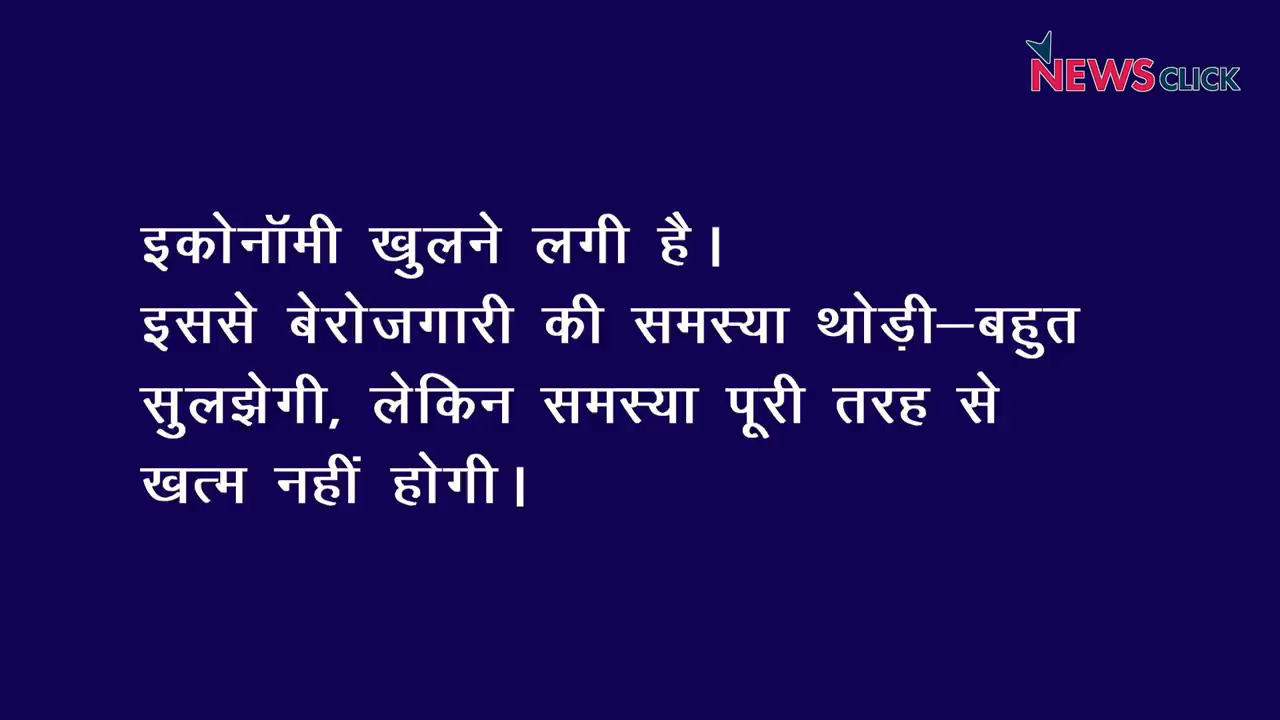 NEWSCLICK
इकोनॉमी खुलने लगी है।
इससे बेरोजगारी की समस्या थोड़ी–बहुत
सुलझेगी, लेकिन समस्या पूरी तरह से
खत्म नहीं होगी।